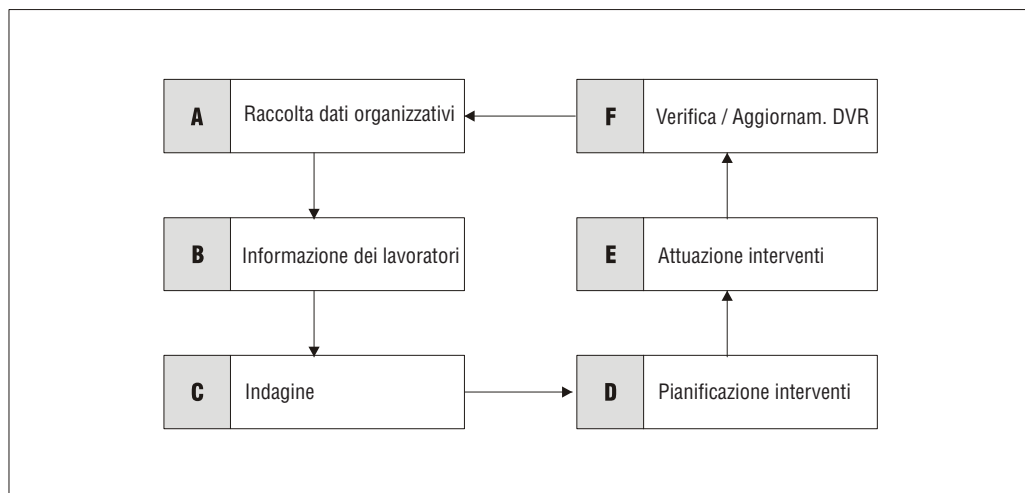 A Raccolta dati organizzativi
B Informazione dei lavoratori
C Indagine
D Pianificazione interventi
E Attuazione interventi
F Verifica / Aggiornam. DVR